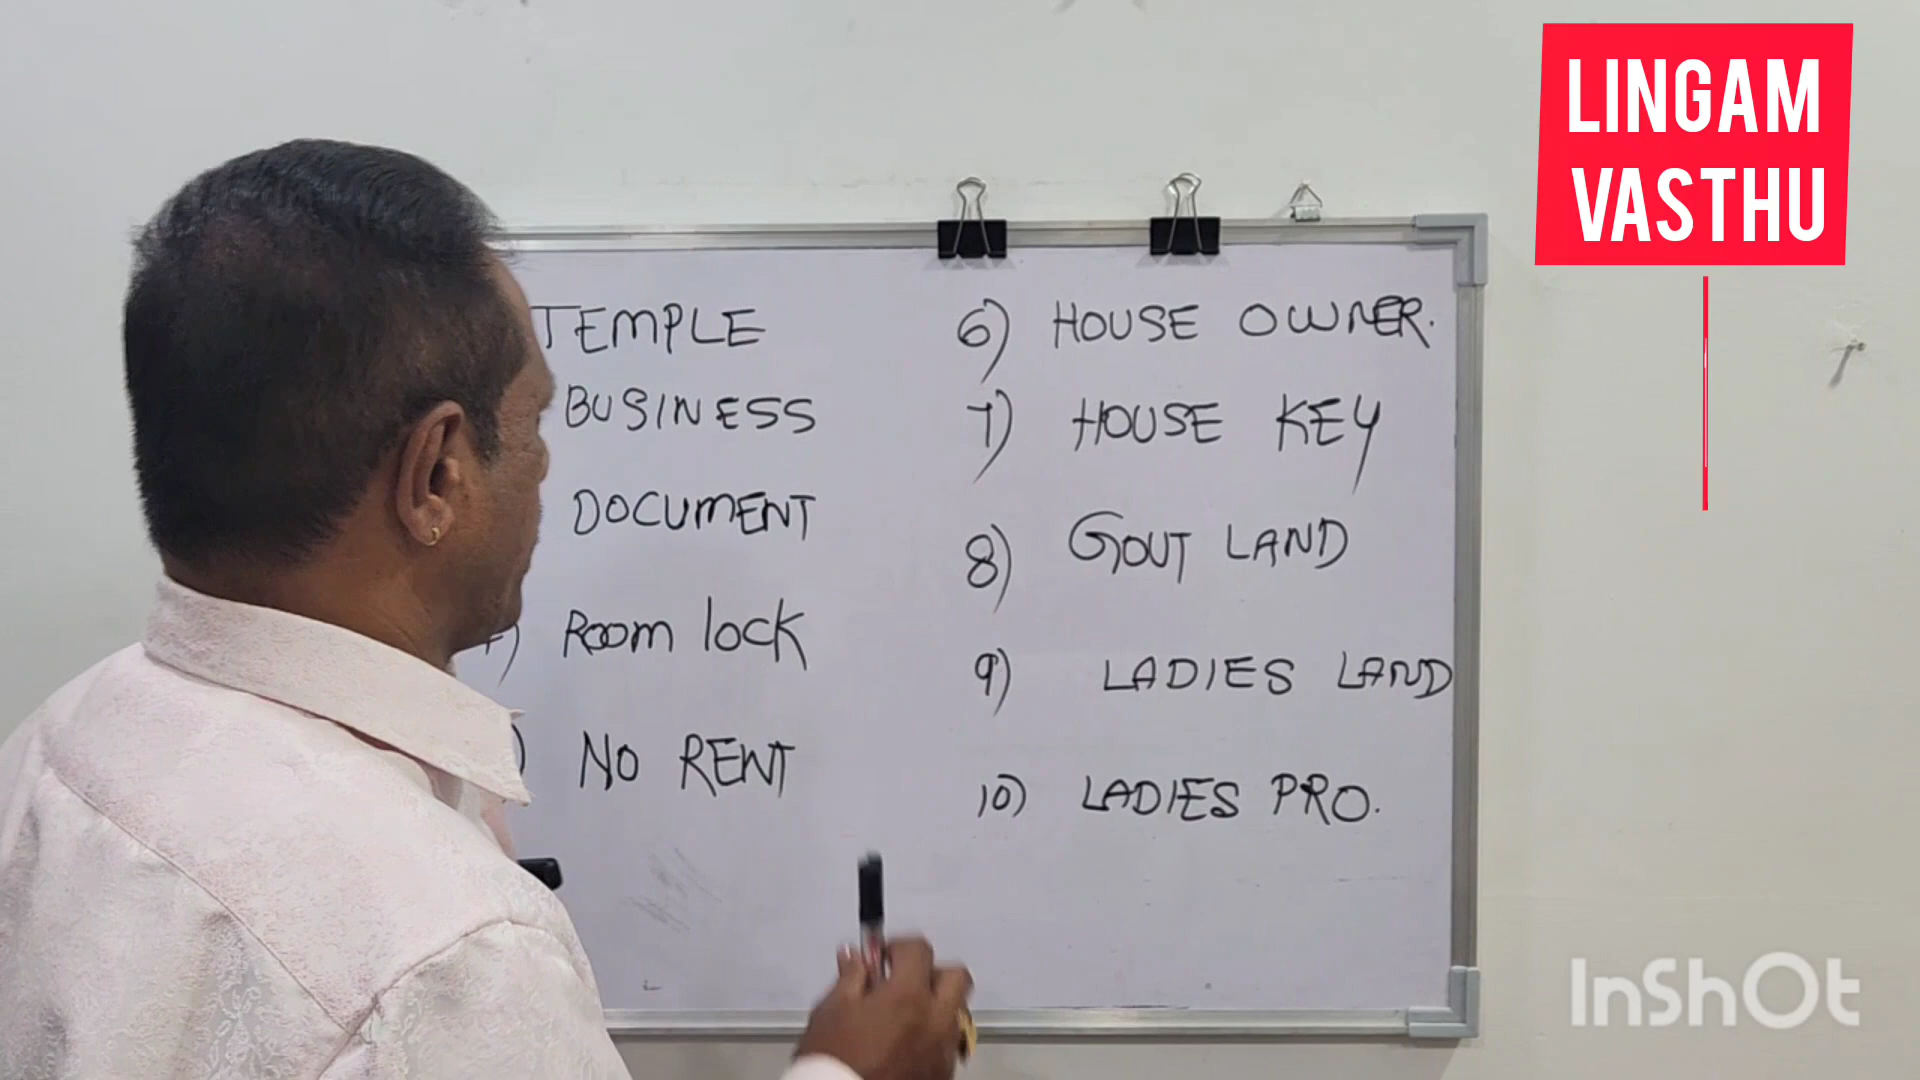 LINGAM
VASTHU
TEMPLE
BUSINESS
DOCUMENT
ROOM lOCK
NO RENT
6) HOUSE OWNER.
7) HOUSE KEY
8) GOVT LAND
9) LADIES LAND
10) LADIES PRO.
InShOt